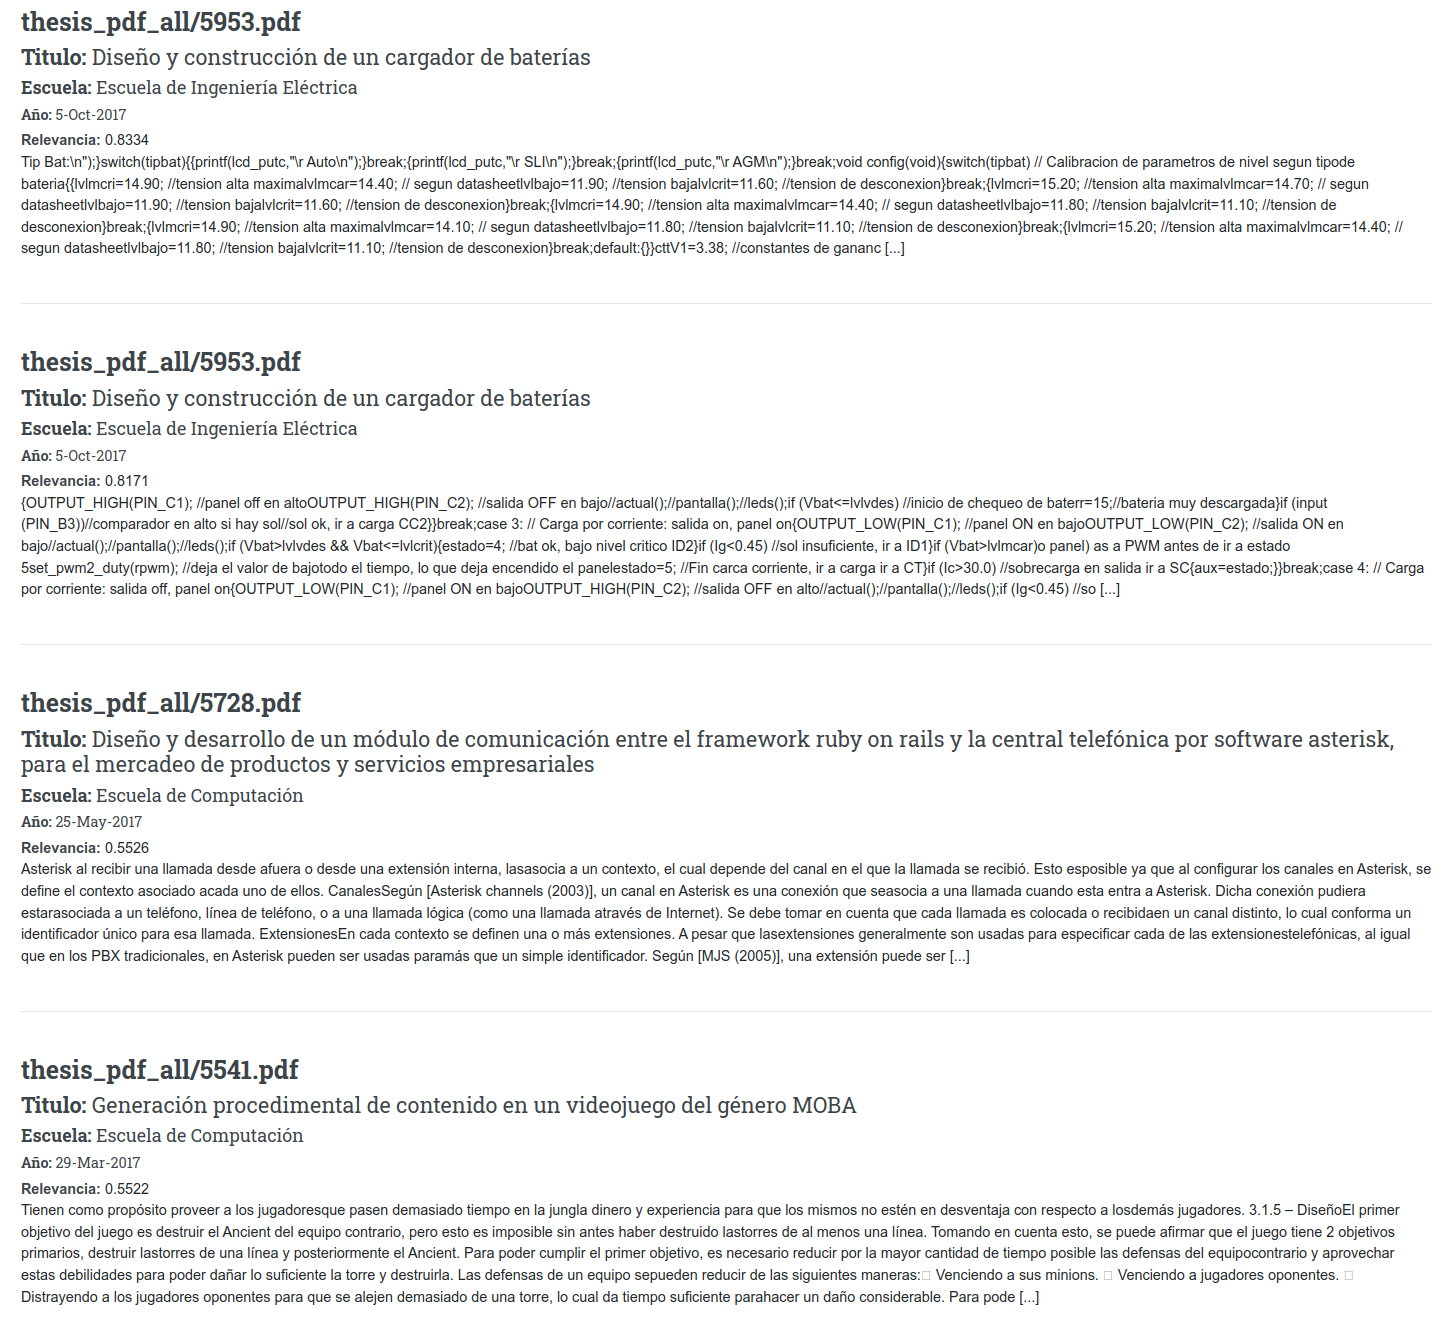 thesis_pdf_all/5953.pdf
Titulo: Diseño y construcción de un cargador de baterías
Escuela: Escuela de Ingeniería Eléctrica
Año: 5-Oct-2017
Relevancia: 0.8334
Tip Bat:\n");}switch(tipbat){{printf(lcd_putc,"\r Auto\n");}break;{printf(lcd_putc,"\r SLI\n");}break;{printf(lcd_putc,"\r AGM\n");}break;void config(void){switch(tipbat) // Calibracion de parametros de nivel segun tipode
bateria{{lvlmcri=14.90; //tension alta maximalvlmcar=14.40; // segun datasheetlvlbajo=11.90; //tension bajalvlcrit=11.60; //tension de desconexion}break;{lvlmcri=15.20; //tension alta maximalvlmcar=14.70; // segun
datasheetlvlbajo=11.90; //tension bajalvlcrit=11.60; //tension de desconexion}break;{lvlmcri=14.90; //tension alta maximalvlmcar=14.40; // segun datasheetlvlbajo=11.80; //tension bajalvlcrit=11.10; //tension de
desconexion}break;{lvlmcri=14.90; //tension alta maximalvlmcar=14.10; // segun datasheetlvlbajo=11.80; //tension bajalvlcrit=11.10; //tension de desconexion}break;{lvlmcri=15.20; //tension alta maximalvlmcar=14.40; //
segun datasheetlvlbajo=11.80; //tension bajalvlcrit=11.10; //tension de desconexion}break;default:{}}cttV1=3.38; //constantes de gananc [...]
thesis_pdf_all/5953.pdf
Titulo: Diseño y construcción de un cargador de baterías
Escuela: Escuela de Ingeniería Eléctrica
Año: 5-Oct-2017
Relevancia: 0.8171
{OUTPUT_HIGH(PIN_C1); //panel off en altoOUTPUT_HIGH(PIN_C2); //salida OFF en bajo//actual();//pantalla();//leds();if (Vbat<=lvlvdes) //inicio de chequeo de baterr=15;//bateria muy descargada}if (input
(PIN_B3))//comparador en alto si hay sol//sol ok, ir a carga CC2}}break;case 3: // Carga por corriente: salida on, panel on{OUTPUT_LOW(PIN_C1); //panel ON en bajoOUTPUT_LOW(PIN_C2); //salida ON en
bajo//actual();//pantalla();//leds();if (Vbat>lvlvdes && Vbat<=lvlcrit){estado=4; //bat ok, bajo nivel critico ID2}if (Ig<0.45) //sol insuficiente, ir a ID1}if (Vbat>lvlmcar)o panel) as a PWM antes de ir a estado
5set_pwm2_duty(rpwm); //deja el valor de bajotodo el tiempo, lo que deja encendido el panelestado=5; //Fin carca corriente, ir a carga ir a CT}if (Ic>30.0) //sobrecarga en salida ir a SC{aux=estado;}}break;case 4: // Carga
por corriente: salida off, panel on{OUTPUT_LOW(PIN_C1); //panel ON en bajoOUTPUT_HIGH(PIN_C2); //salida OFF en alto//actual();//pantalla();//leds();if (Ig<0.45) //so [...]
thesis_pdf_all/5728.pdf
Titulo: Diseño y desarrollo de un módulo de comunicación entre el framework ruby on rails y la central telefónica por software asterisk,
para el mercadeo de productos y servicios empresariales
Escuela: Escuela de Computación
Año: 25-May-2017
Relevancia: 0.5526
Asterisk al recibir una llamada desde afuera o desde una extensión interna, lasasocia a un contexto, el cual depende del canal en el que la llamada se recibió. Esto esposible ya que al configurar los canales en Asterisk, se
define el contexto asociado acada uno de ellos. CanalesSegún [Asterisk channels (2003)], un canal en Asterisk es una conexión que seasocia a una llamada cuando esta entra a Asterisk. Dicha conexión pudiera
estarasociada a un teléfono, línea de teléfono, o a una llamada lógica (como una llamada através de Internet). Se debe tomar en cuenta que cada llamada es colocada o recibidaen un canal distinto, lo cual conforma un
identificador único para esa llamada. ExtensionesEn cada contexto se definen una o más extensiones. A pesar que lasextensiones generalmente son usadas para especificar cada de las extensionestelefónicas, al igual
que en los PBX tradicionales, en Asterisk pueden ser usadas paramás que un simple identificador. Según [MJS (2005)], una extensión puede ser [...]
thesis_pdf_all/5541.pdf
Titulo: Generación procedimental de contenido en un videojuego del género MOBA
Escuela: Escuela de Computación
Año: 29-Mar-2017
Relevancia: 0.5522
Tienen como propósito proveer a los jugadoresque pasen demasiado tiempo en la jungla dinero y experiencia para que los mismos no estén en desventaja con respecto a losdemás jugadores. 3.1.5 – DiseñoEl primer
objetivo del juego es destruir el Ancient del equipo contrario, pero esto es imposible sin antes haber destruido lastorres de al menos una línea. Tomando en cuenta esto, se puede afirmar que el juego tiene 2 objetivos
primarios, destruir lastorres de una línea y posteriormente el Ancient. Para poder cumplir el primer objetivo, es necesario reducir por la mayor cantidad de tiempo posible las defensas del equipocontrario y aprovechar
estas debilidades para poder dañar lo suficiente la torre y destruirla. Las defensas de un equipo sepueden reducir de las siguientes maneras: Venciendo a sus minions.  Venciendo a jugadores oponentes. 
Distrayendo a los jugadores oponentes para que se alejen demasiado de una torre, lo cual da tiempo suficiente parahacer un daño considerable. Para pode [...]